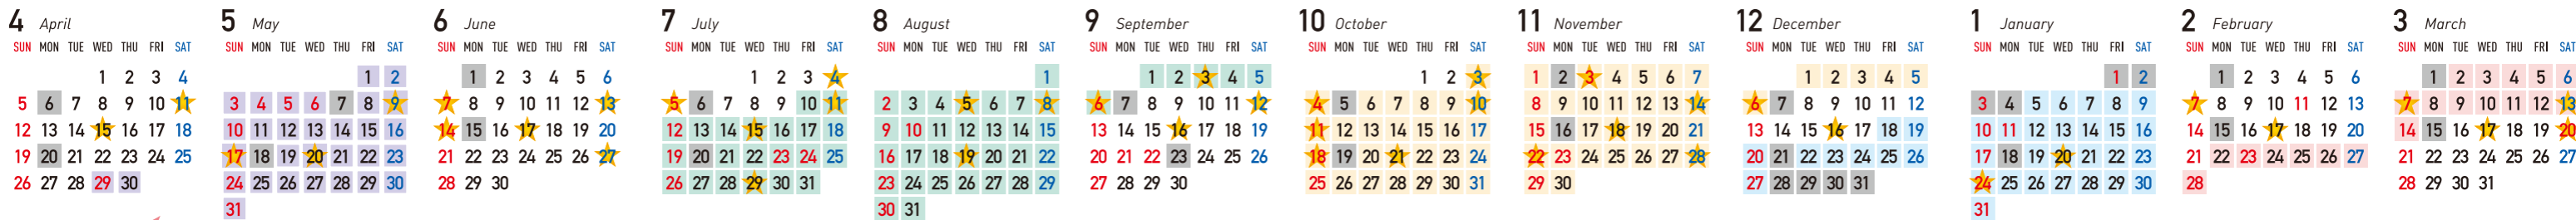 4 April
SUN MON TUE WED THU FRI SAT
1 2 3 4
5 6 7 8 9 10 11
12 13 14 15 16 17 18
19 20 21 22 23 24 25
26 27 28 29 30
5 May
SUN MON TUE WED THU FRI SAT
1 2
3 4 5 6 7 8 9
10 11 12 13 14 15 16
17 18 19 20 21 22 23
24 25 26 27 28 29 30
31
6 June
SUN MON TUE WED THU FRI SAT
1 2 3 4 5 6
7 8 9 10 11 12 13
14 15 16 17 18 19 20
21 22 23 24 25 26 27
28 29 30
7 July
SUN MON TUE WED THU FRI SAT
1 2 3 4
5 6 7 8 9 10 11
12 13 14 15 16 17 18
19 20 21 22 23 24 25
26 27 28 29 30 31
8 August
SUN MON TUE WED THU FRI SAT
1
2 3 4 5 6 7 8
9 10 11 12 13 14 15
16 17 18 19 20 21 22
23 24 25 26 27 28 29
30 31
9 September
SUN MON TUE WED THU FRI SAT
1 2 3 4 5
6 7 8 9 10 11 12
13 14 15 16 17 18 19
20 21 22 23 24 25 26
27 28 29 30
10 October
SUN MON TUE WED THU FRI SAT
1 2 3
4 5 6 7 8 9 10
11 12 13 14 15 16 17
18 19 20 21 22 23 24
25 26 27 28 29 30 31
11 November
SUN MON TUE WED THU FRI SAT
1 2 3 4 5 6 7
8 9 10 11 12 13 14
15 16 17 18 19 20 21
22 23 24 25 26 27 28
29 30
12 December
SUN MON TUE WED THU FRI SAT
1 2 3 4 5
6 7 8 9 10 11 12
13 14 15 16 17 18 19
20 21 22 23 24 25 26
27 28 29 30 31
1 January
SUN MON TUE WED THU FRI SAT
1 2
3 4 5 6 7 8 9
10 11 12 13 14 15 16
17 18 19 20 21 22 23
24 25 26 27 28 29 30
31
2 February
SUN MON TUE WED THU FRI SAT
1 2 3 4 5 6
7 8 9 10 11 12 13
14 15 16 17 18 19 20
21 22 23 24 25 26 27
28
3 March
SUN MON TUE WED THU FRI SAT
1 2 3 4 5 6
7 8 9 10 11 12 13
14 15 16 17 18 19 20
21 22 23 24 25 26 27
28 29 30 31